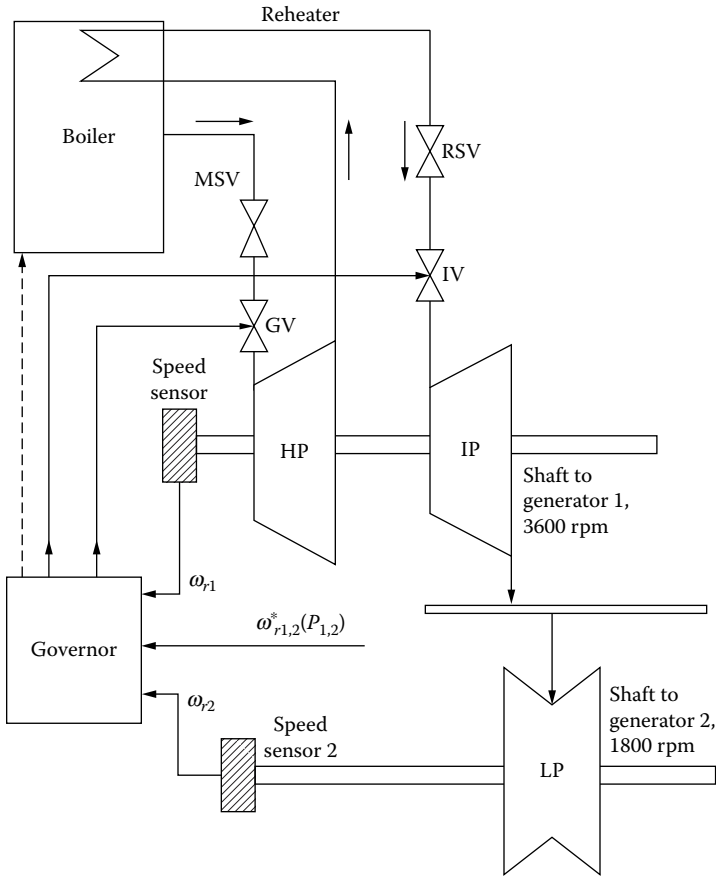 Reheater
Boiler
RSV
MSV
IV
GV
Speed
sensor
HP
IP
Shaft to
generator 1,
3600 rpm
ωr1
ω*r1,2(P1,2)
Governor
ωr2
Speed
sensor 2
Shaft to
generator 2,
1800 rpm
LP